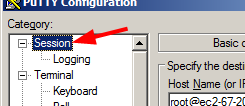 PuTTY Configuration
Category:
Session
Logging
Terminal
Keyboard
Bell
Basic
Specify the desti
Host Name (or IP
root@ec2-67-2